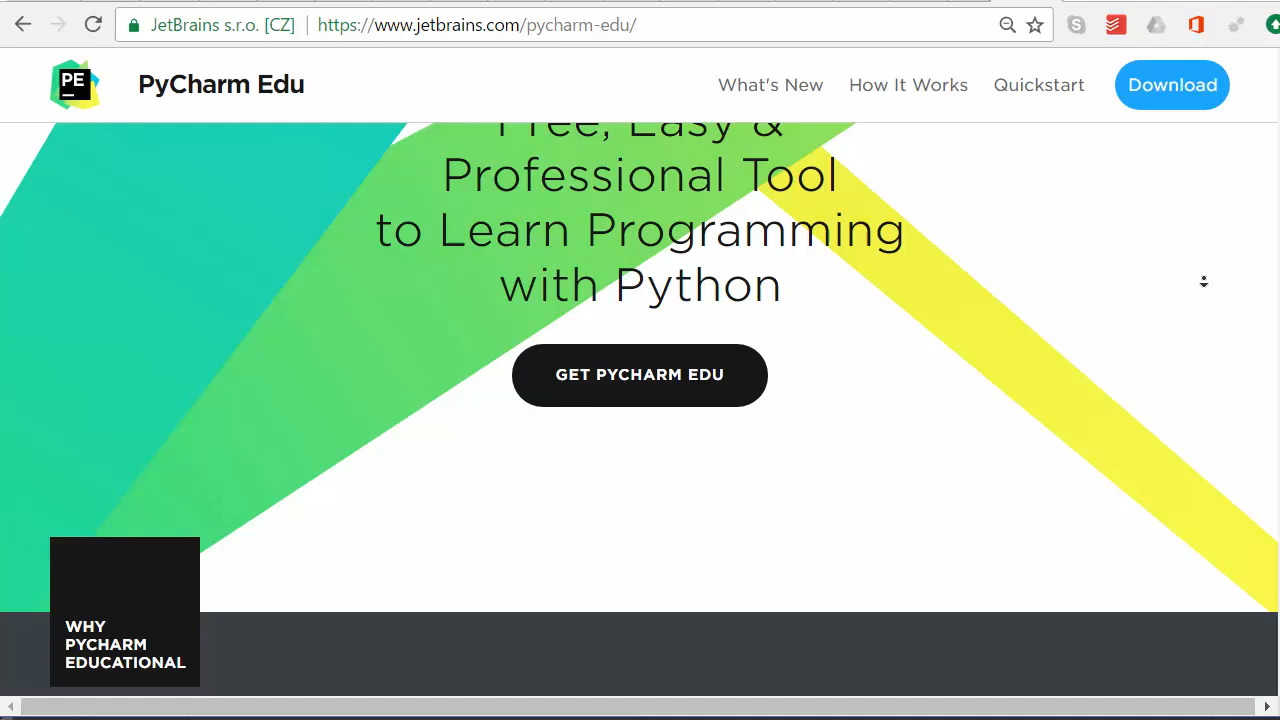 JetBrains s.r.o. [CZ] https://www.jetbrains.com/pycharm-edu/
PE
PyCharm Edu
What's New
How It Works
Quickstart
Download
Free, Easy &
Professional Tool
to Learn Programming
with Python
GET PYCHARM EDU
WHY
PYCHARM
EDUCATIONAL